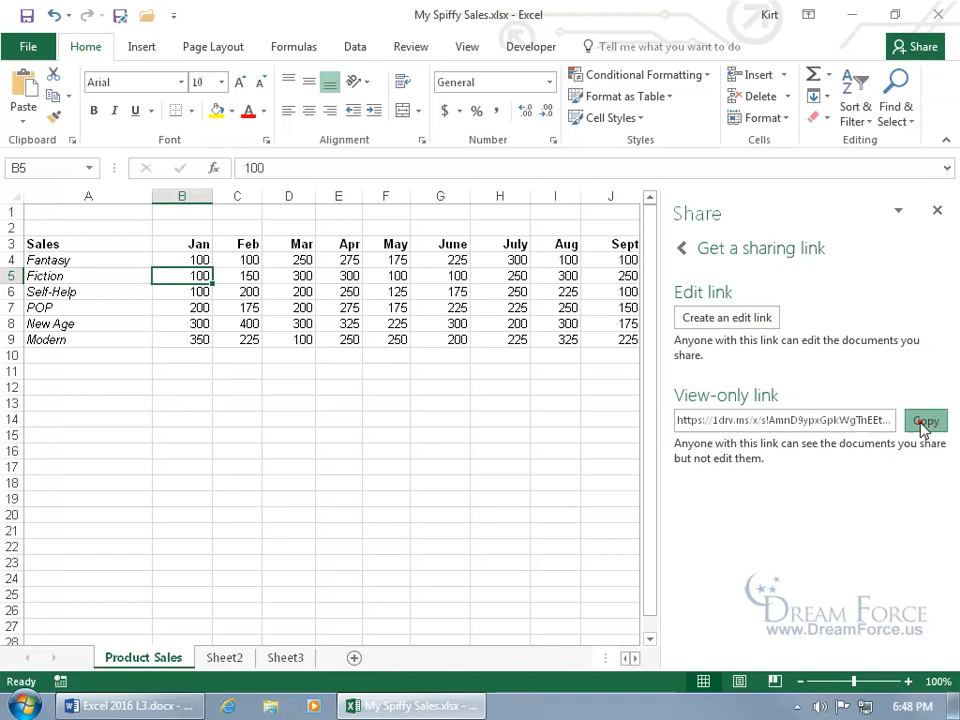 My Spiffy Sales.xlsx - Excel
Kirt
File Home Insert Page Layout Formulas Data Review View Developer Tell me what you want to do Share
Paste
Clipboard
Arial 10
B I U
Font
Alignment
General
$ % ,
Number
Conditional Formatting
Format as Table
Cell Styles
Styles
Insert
Delete
Format
Cells
Sort & Filter
Find & Select
Editing
B5 fx 100
A B C D E F G H I J
1
2
3 Sales Jan Feb Mar Apr May June July Aug Sept
4 Fantasy 100 100 250 275 175 225 300 100 100
5 Fiction 100 150 300 300 100 100 250 300 250
6 Self-Help 100 200 200 250 125 175 250 225 100
7 POP 200 175 200 275 175 225 225 250 150
8 New Age 300 400 300 325 225 300 200 300 175
9 Modern 350 225 100 250 250 200 225 325 225
10
11
12
13
14
15
16
17
18
19
20
21
22
23
24
25
26
27
28
Share
Get a sharing link
Edit link
Create an edit link
Anyone with this link can edit the documents you
share.
View-only link
https://1drv.ms/x/s!AmnD9ypxGpkWgTnEEt... Copy
Anyone with this link can see the documents you share
but not edit them.
DREAM FORCE
www.DreamForce.us
Product Sales Sheet2 Sheet3
Ready 100%
Excel 2016 L3.docx - ... My Spiffy Sales.xlsx - ... 6:48 PM